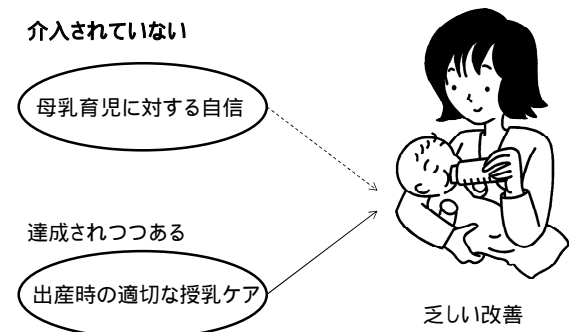 介入されていない
母乳育児に対する自信
達成されつつある
出産時の適切な授乳ケア
乏しい改善